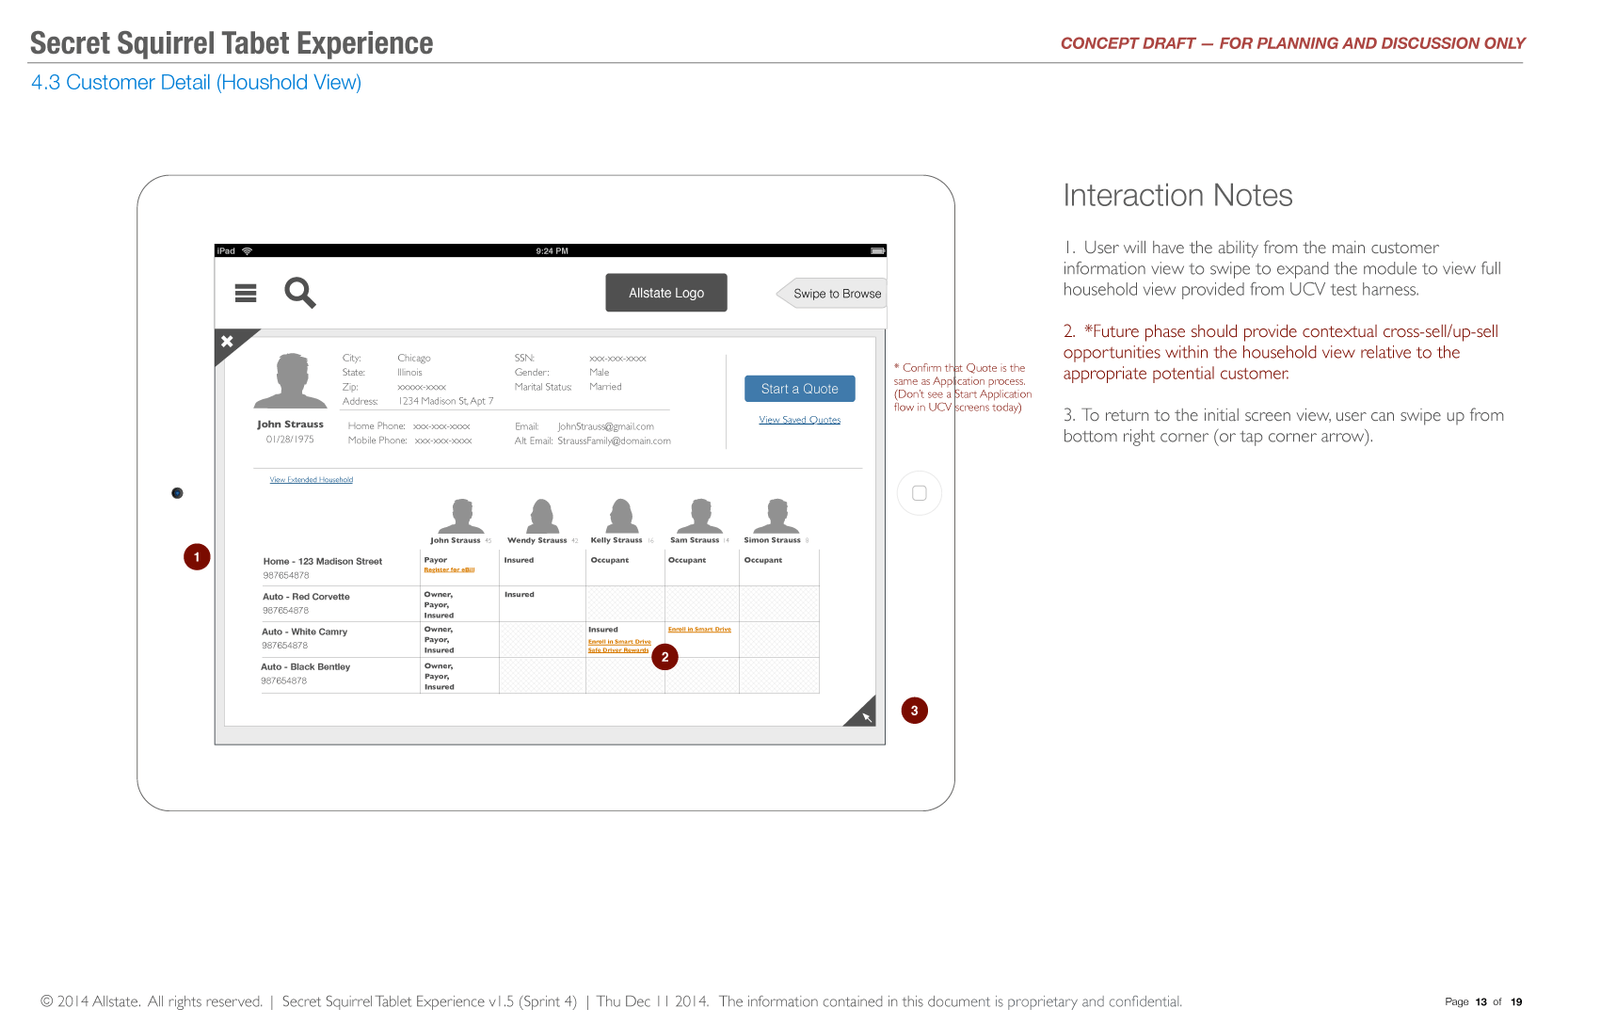 Secret Squirrel Tabet Experience
CONCEPT DRAFT — FOR PLANNING AND DISCUSSION ONLY
4.3 Customer Detail (Houshold View)
iPad
9:24 PM
Allstate Logo
Swipe to Browse
City: Chicago
State: Illinois
Zip: xxxxx-xxxx
Address: 1234 Madison St, Apt 7
SSN: xxx-xxx-xxxx
Gender: Male
Marital Status: Married
John Strauss
01/28/1975
Home Phone: xxx-xxx-xxxx
Mobile Phone: xxx-xxx-xxxx
Email: JohnStrauss@gmail.com
Alt Email: StraussFamily@domain.com
Start a Quote
View Saved Quotes
* Confirm that Quote is the
same as Application process.
(Don't see a Start Application
flow in UCV screens today)
View Extended Household
John Strauss 45 Wendy Strauss 42 Kelly Strauss 16 Sam Strauss 14 Simon Strauss 8
1
Home - 123 Madison Street
987654878
Payor
Register for eBill
Insured
Occupant
Occupant
Occupant
Auto - Red Corvette
987654878
Owner,
Payor,
Insured
Insured
Auto - White Camry
987654878
Owner,
Payor,
Insured
Insured
Enroll in Smart Drive
Safe Driver Rewards
Enroll in Smart Drive
2
Auto - Black Bentley
987654878
Owner,
Payor,
Insured
3
Interaction Notes
1. User will have the ability from the main customer
information view to swipe to expand the module to view full
household view provided from UCV test harness.
2. *Future phase should provide contextual cross-sell/up-sell
opportunities within the household view relative to the
appropriate potential customer.
3. To return to the initial screen view, user can swipe up from
bottom right corner (or tap corner arrow).
© 2014 Allstate. All rights reserved. | Secret Squirrel Tablet Experience v1.5 (Sprint 4) | Thu Dec 11 2014. The information contained in this document is proprietary and confidential.
Page 13 of 19